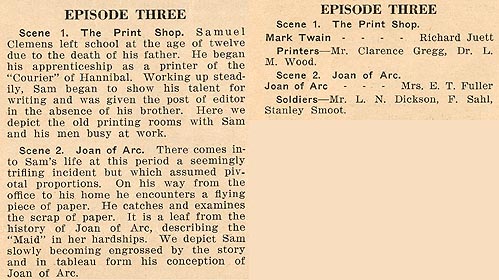 EPISODE THREE
Scene 1. The Print Shop. Samuel
Clemens left school at the age of twelve
due to the death of his father. He began
his apprenticeship as a printer of the
"Courier" of Hannibal. Working up stead-
ily, Sam began to show his talent for
writing and was given the post of editor
in the absence of his brother. Here we
depict the old printing rooms with Sam
and his men busy at work.
Scene 2. Joan of Arc. There comes in-
to Sam's life at this period a seemingly
trifling incident but which assumed piv-
otal proportions. On his way from the
office to his home he encounters a flying
piece of paper. He catches and examines
the scrap of paper. It is a leaf from the
history of Joan of Arc, describing the
"Maid" in her hardships. We depict Sam
slowly becoming engrossed by the story
and in tableau form his conception of
Joan of Arc.
EPISODE THREE
Scene 1. The Print Shop.
Mark Twain - - - - Richard Juett
Printers—Mr. Clarence Gregg, Dr. L.
M. Wood.
Scene 2. Joan of Arc.
Joan of Arc - - - Mrs. E. T. Fuller
Soldiers—Mr. L. N. Dickson, F. Sahl,
Stanley Smoot.